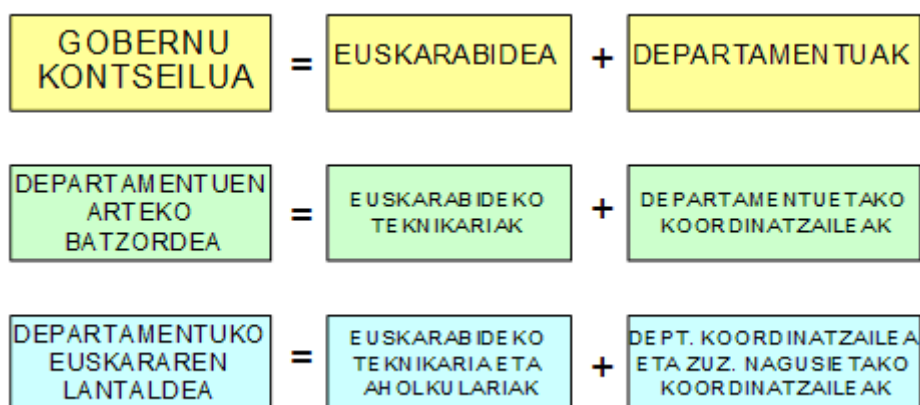 GOBERNU
KONTSEILUA
=
EUSKARABIDEA
+
DEPARTAMENTUAK
DEPARTAMENTUEN
ARTEKO
BATZORDEA
=
EUSKARABIDEKO
TEKNIKARIAK
+
DEPARTAMENTUETAKO
KOORDINATZAILEAK
DEPARTAMENTUKO
EUSKARAREN
LANTALDEA
=
EUSKARABIDEKO
TEKNIKARIA ETA
AHOLKULARIAK
+
DEPT. KOORDINATZAILEA
ETA ZUZ. NAGUSIETAKO
KOORDINATZAILEAK